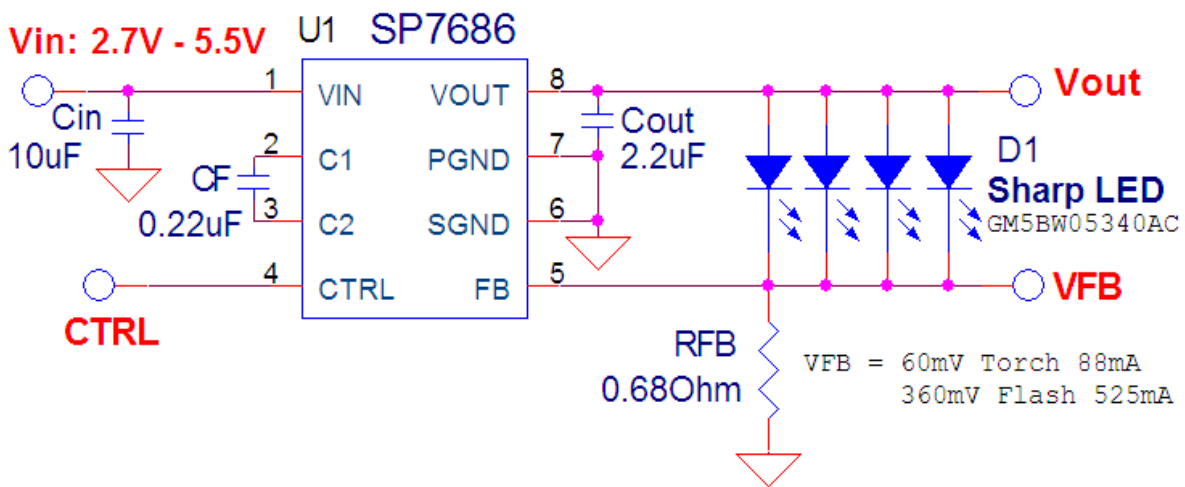 Vin: 2.7V - 5.5V
U1 SP7686
1
VIN
VOUT
8
Vout
Cin
10uF
2
C1
PGND
7
Cout
2.2uF
CF
0.22uF
3
C2
SGND
6
D1
Sharp LED
GM5BW05340AC
4
CTRL
FB
5
VFB
CTRL
RFB
0.68Ohm
VFB = 60mV Torch 88mA
360mV Flash 525mA